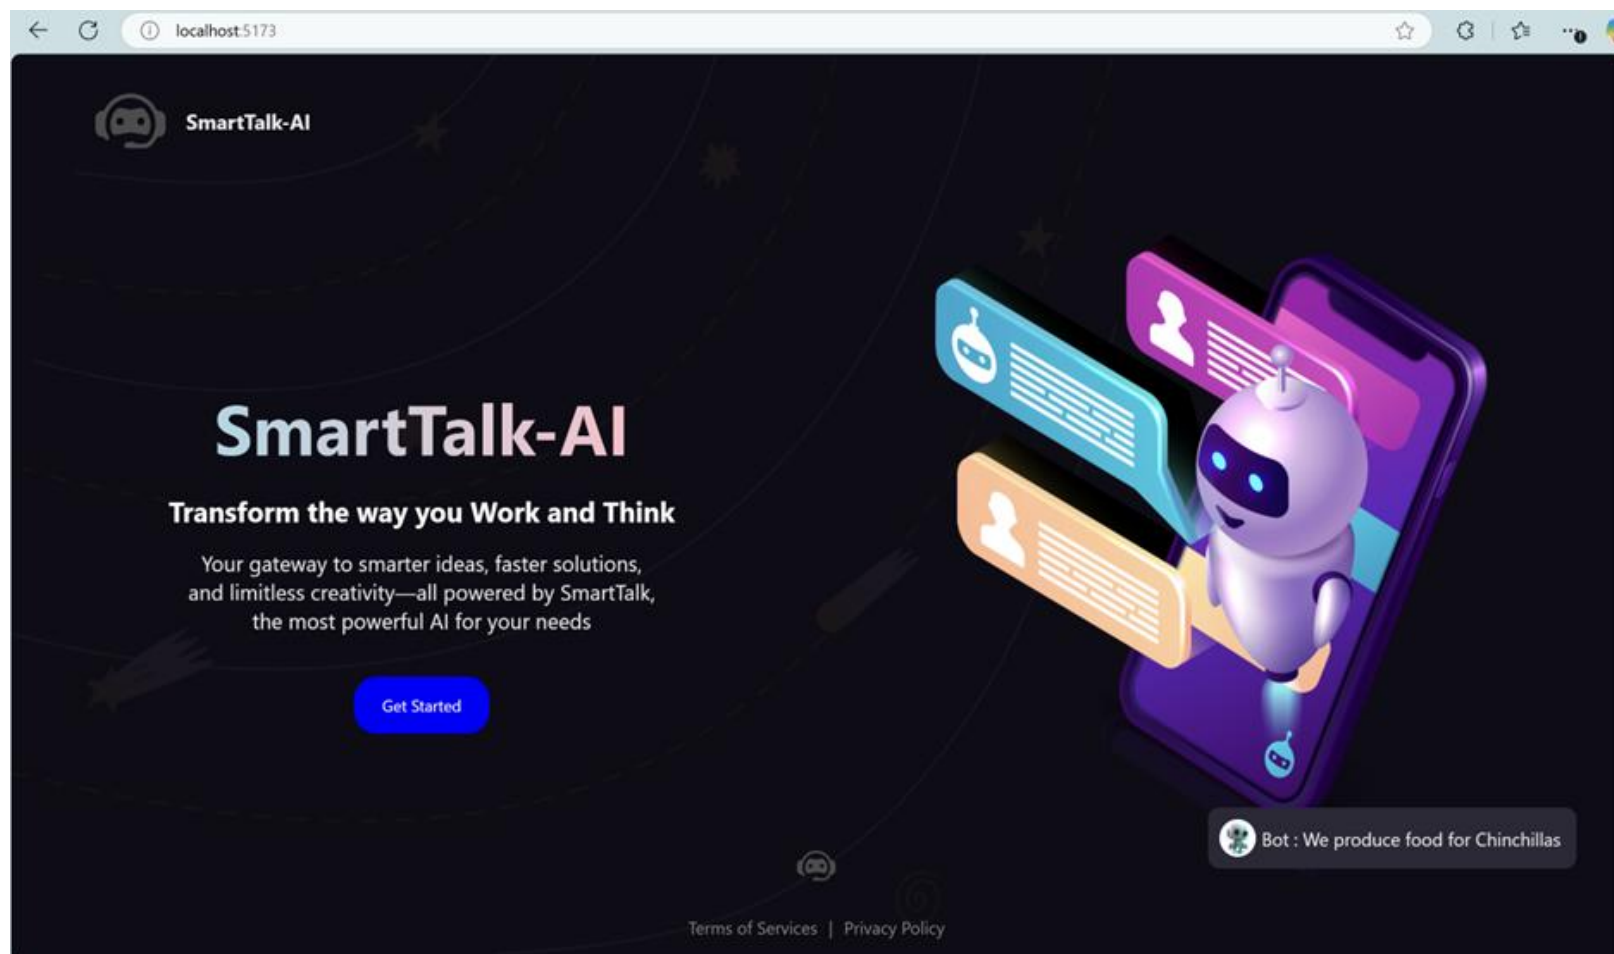 localhost:5173
SmartTalk-AI
SmartTalk-AI
Transform the way you Work and Think
Your gateway to smarter ideas, faster solutions,
and limitless creativity—all powered by SmartTalk,
the most powerful AI for your needs
Get Started
Bot : We produce food for Chinchillas
Terms of Services | Privacy Policy